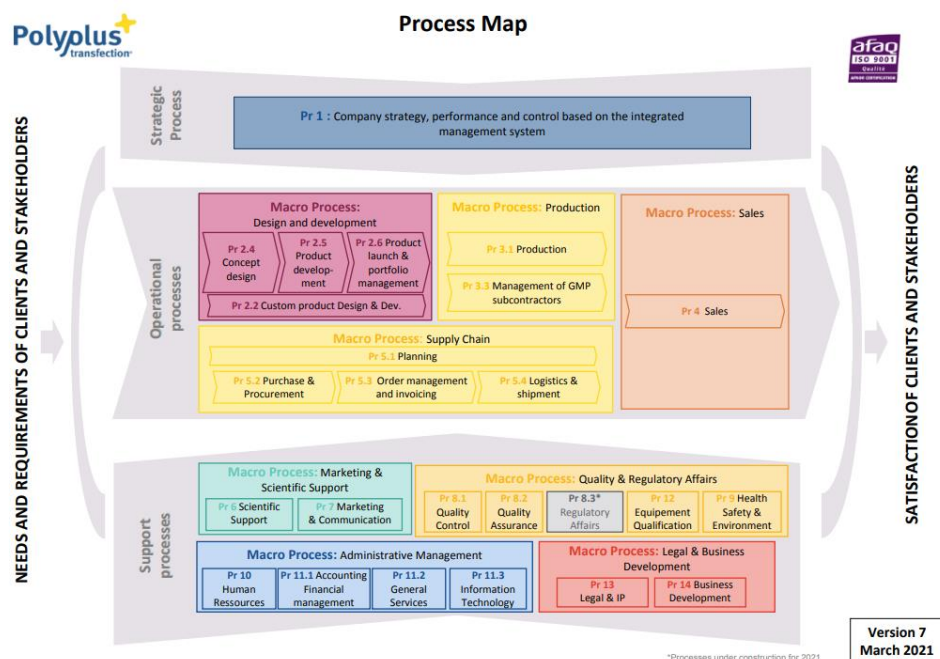 Process Map
Polyplus+
transfection
afaq
ISO 9001
Qualité
AFNOR CERTIFICATION
NEEDS AND REQUIREMENTS OF CLIENTS AND STAKEHOLDERS
Strategic
Process
Pr 1 : Company strategy, performance and control based on the integrated
management system
Operational
processes
Macro Process:
Design and development
Pr 2.4
Concept
design
Pr 2.5
Product
develop-
ment
Pr 2.6 Product
launch &
portfolio
management
Pr 2.2 Custom product Design & Dev.
Macro Process: Production
Pr 3.1 Production
Pr 3.3 Management of GMP
subcontractors
Macro Process: Sales
Pr 4 Sales
Macro Process: Supply Chain
Pr 5.1 Planning
Pr 5.2 Purchase &
Procurement
Pr 5.3 Order management
and invoicing
Pr 5.4 Logistics &
shipment
Support
processes
Macro Process: Marketing &
Scientific Support
Pr 6 Scientific
Support
Pr 7 Marketing
& Communication
Macro Process: Quality & Regulatory Affairs
Pr 8.1
Quality
Control
Pr 8.2
Quality
Assurance
Pr 8.3*
Regulatory
Affairs
Pr 12
Equipement
Qualification
Pr 9 Health
Safety &
Environment
Macro Process: Administrative Management
Pr 10
Human
Ressources
Pr 11.1 Accounting
Financial
management
Pr 11.2
General
Services
Pr 11.3
Information
Technology
Macro Process: Legal & Business
Development
Pr 13
Legal & IP
Pr 14 Business
Development
SATISFACTIONOF CLIENTS AND STAKEHOLDERS
*Processes under construction for 2021
Version 7
March 2021